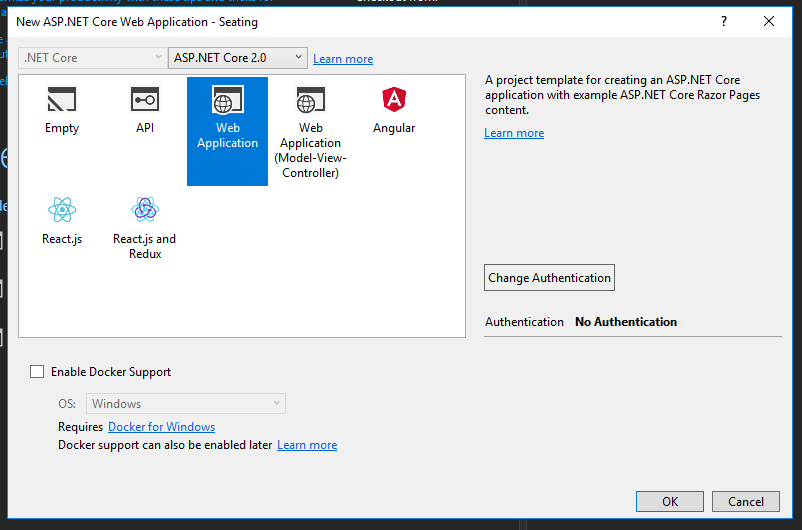 New ASP.NET Core Web Application - Seating
?
.NET Core
ASP.NET Core 2.0
Learn more
Empty
API
Web
Application
Web
Application
(Model-View-
Controller)
Angular
React.js
React.js and
Redux
A project template for creating an ASP.NET Core
application with example ASP.NET Core Razor Pages
content.
Learn more
Change Authentication
Authentication No Authentication
Enable Docker Support
OS: Windows
Requires Docker for Windows
Docker support can also be enabled later Learn more
OK
Cancel